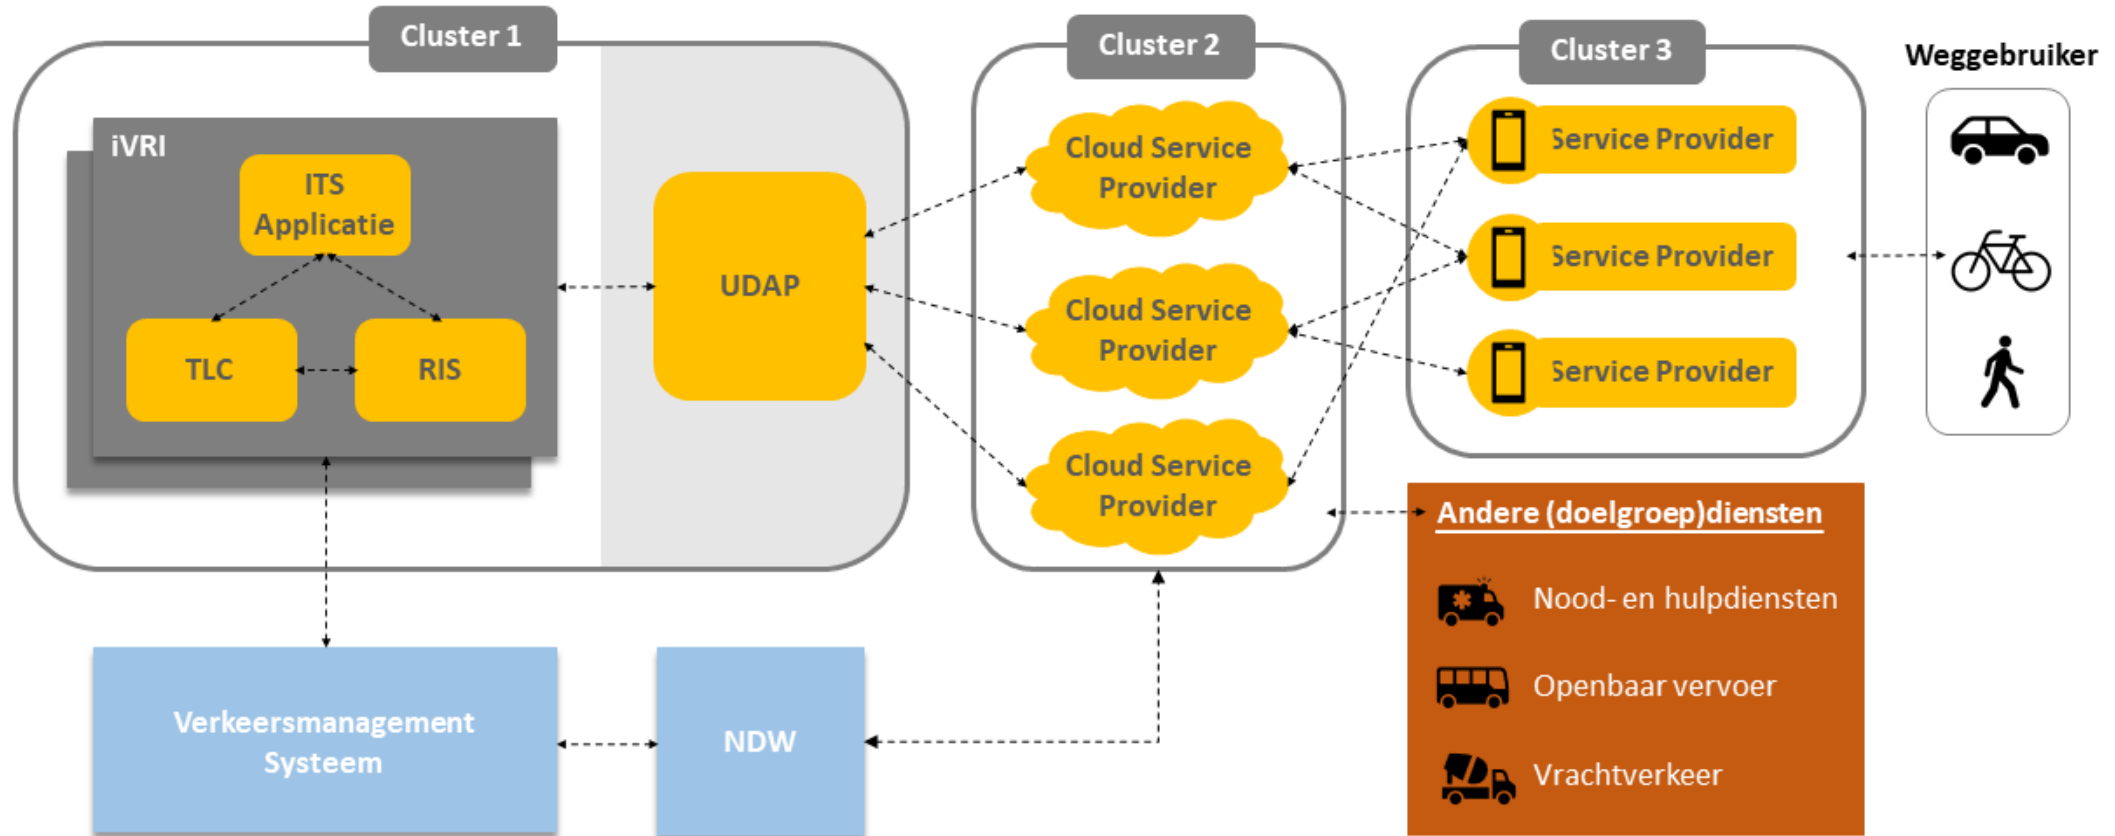 Cluster 1
iVRI
ITS
Applicatie
TLC
RIS
UDAP
Cluster 2
Cloud Service
Provider
Cloud Service
Provider
Cloud Service
Provider
Cluster 3
Service Provider
Service Provider
Service Provider
Weggebruiker
Andere (doelgroep)diensten
Nood- en hulpdiensten
Openbaar vervoer
Vrachtverkeer
Verkeersmanagement
Systeem
NDW